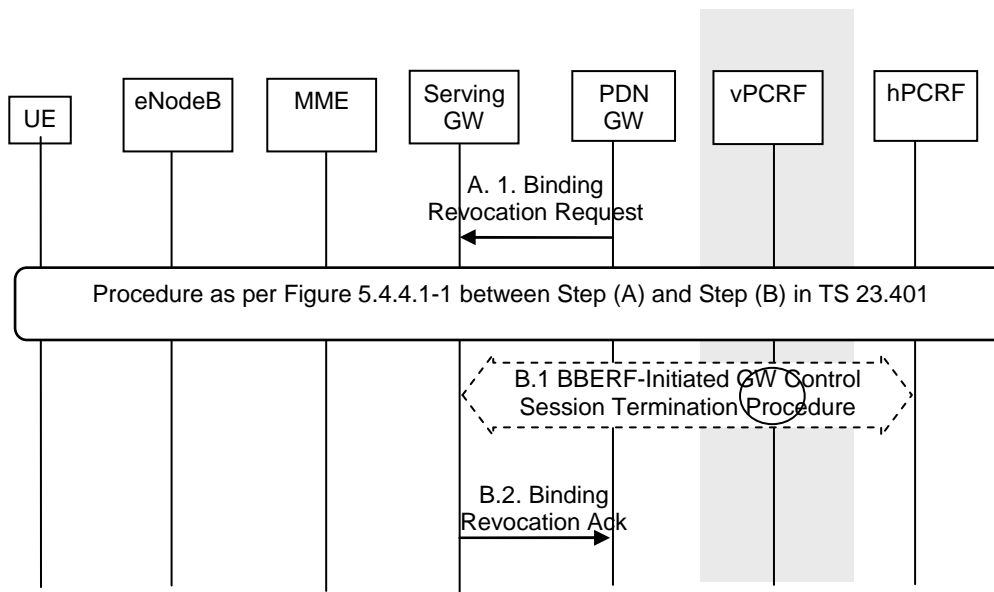 UE
eNodeB
MME
Serving
GW
PDN
GW
vPCRF
hPCRF
A. 1. Binding
Revocation Request
Procedure as per Figure 5.4.4.1-1 between Step (A) and Step (B) in TS 23.401
B.1 BBERF-Initiated GW Control
Session Termination Procedure
B.2. Binding
Revocation Ack